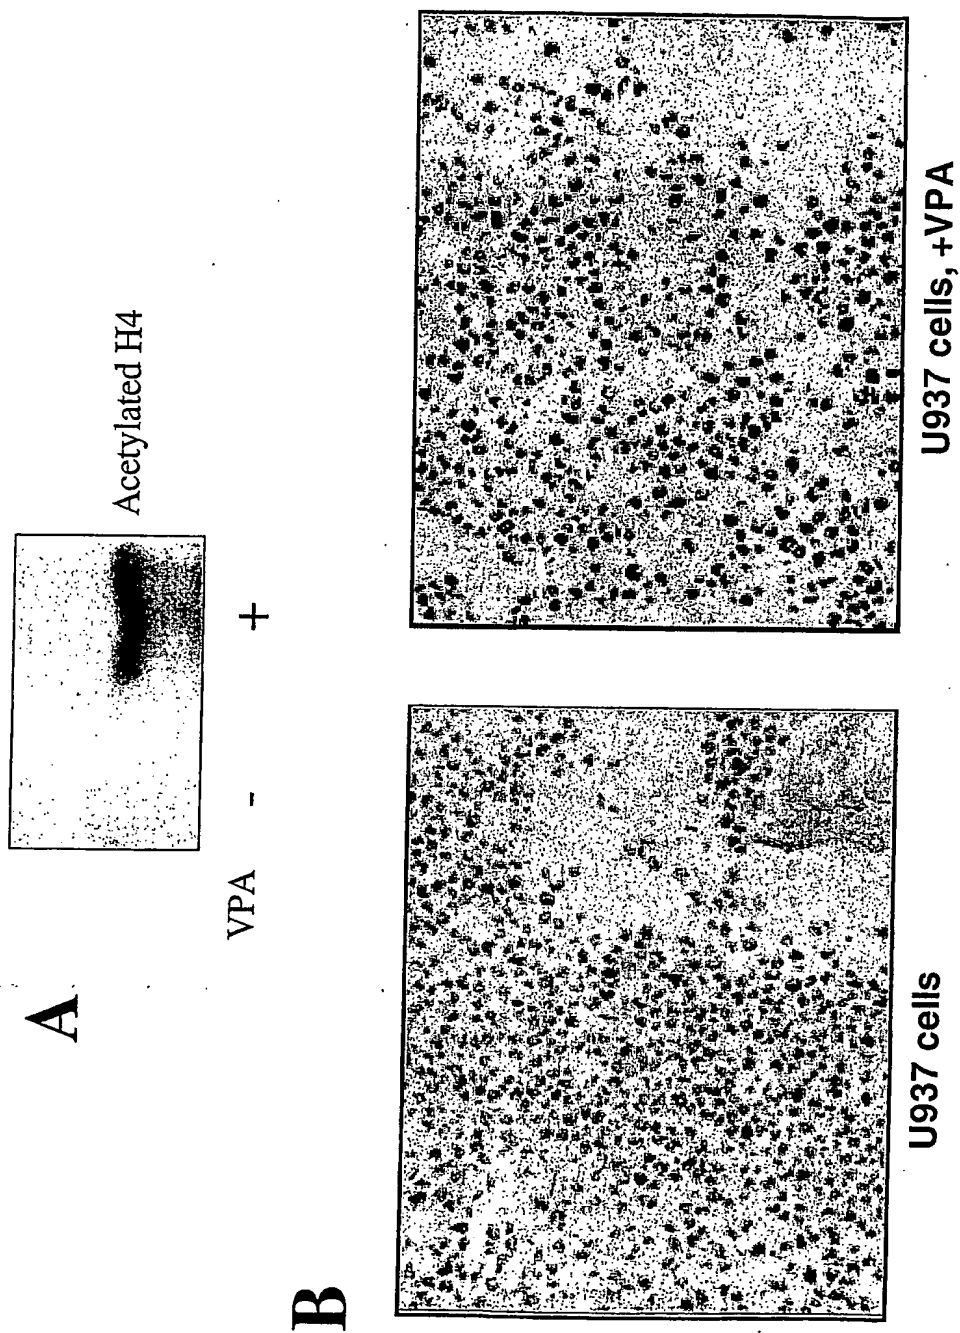 A
Acetylated H4
VPA - +
B
U937 cells
U937 cells, +VPA